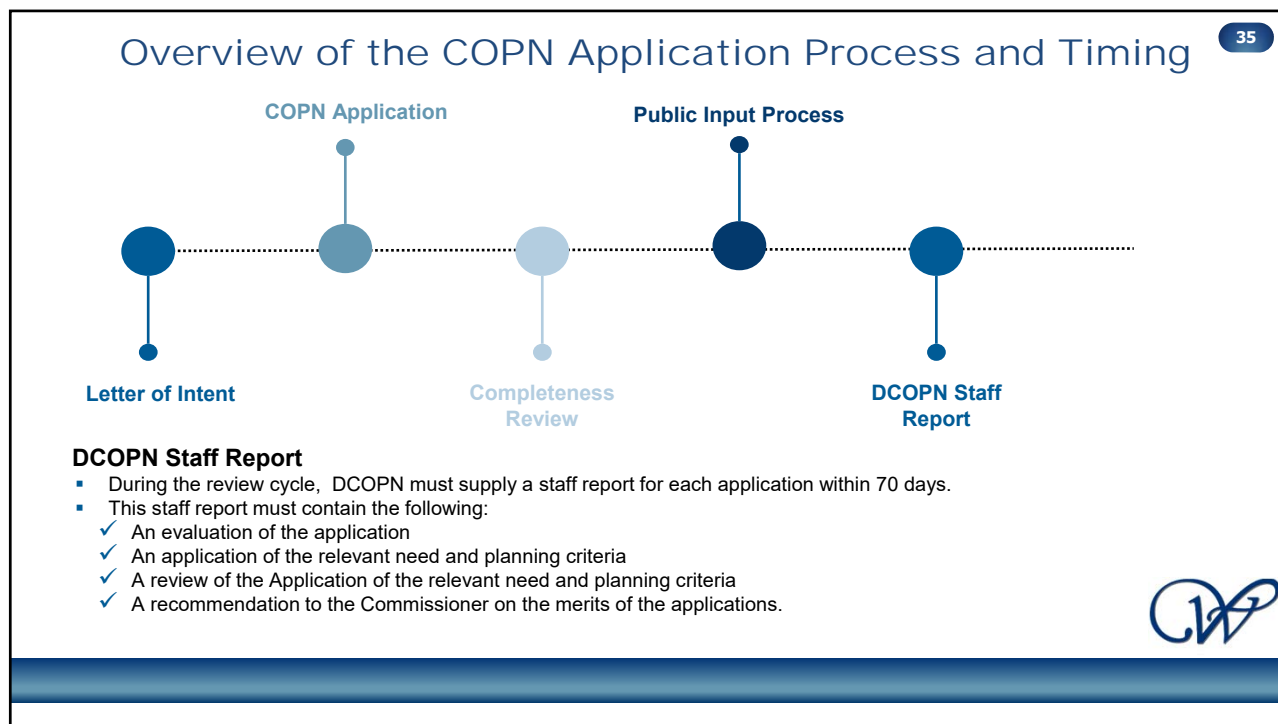 Overview of the COPN Application Process and Timing
35
COPN Application
Public Input Process
Letter of Intent
Completeness
Review
DCOPN Staff
Report
DCOPN Staff Report
During the review cycle, DCOPN must supply a staff report for each application within 70 days.
This staff report must contain the following:
An evaluation of the application
An application of the relevant need and planning criteria
A review of the Application of the relevant need and planning criteria
A recommendation to the Commissioner on the merits of the applications.